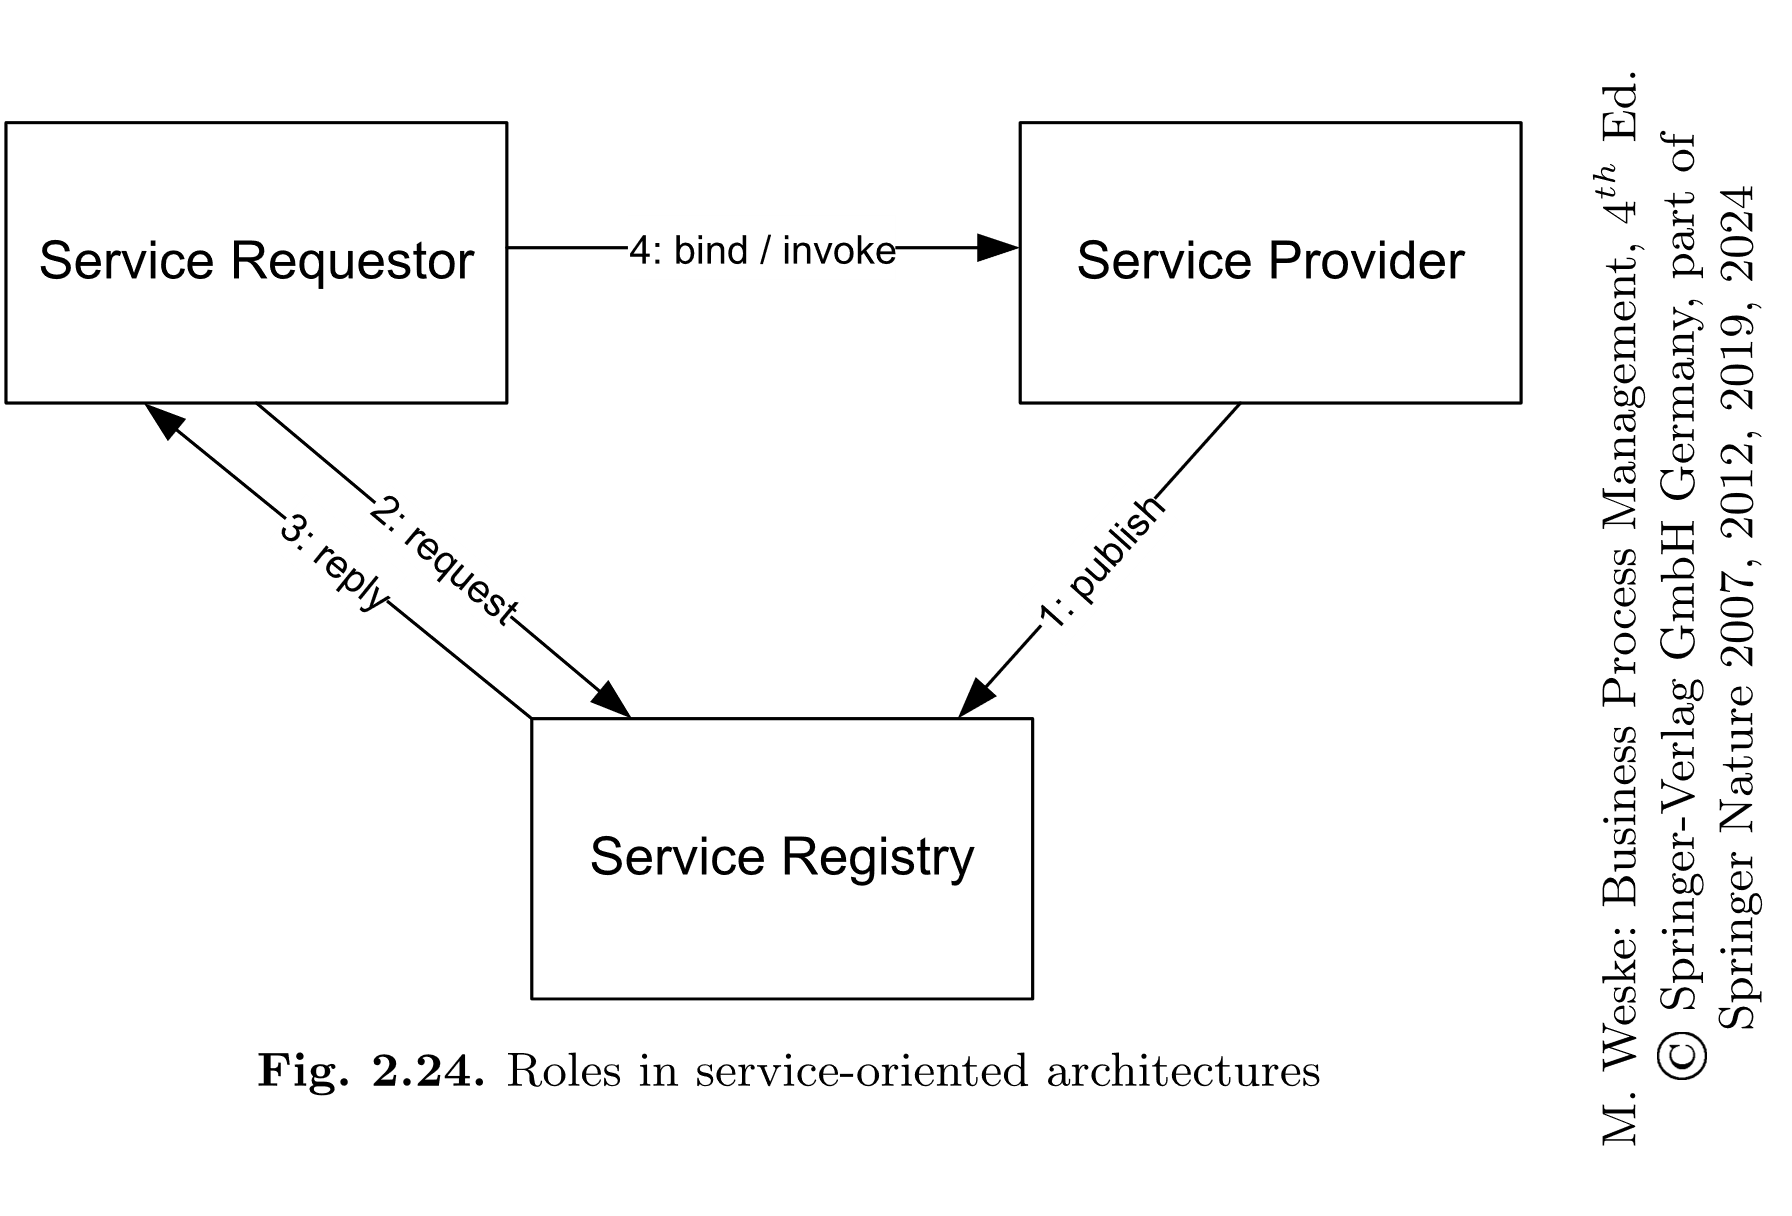 Service Requestor
4: bind / invoke
Service Provider
2: request
3: reply
1: publish
Service Registry
Fig. 2.24. Roles in service-oriented architectures
M. Weske: Business Process Management, 4th Ed.
© Springer-Verlag GmbH Germany, part of
Springer Nature 2007, 2012, 2019, 2024